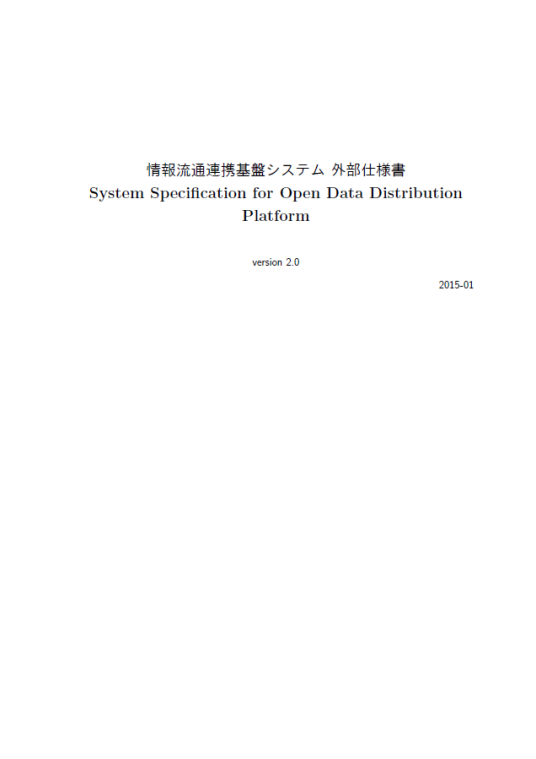 情報流通連携基盤システム 外部仕様書
System Specification for Open Data Distribution
Platform
version 2.0
2015-01